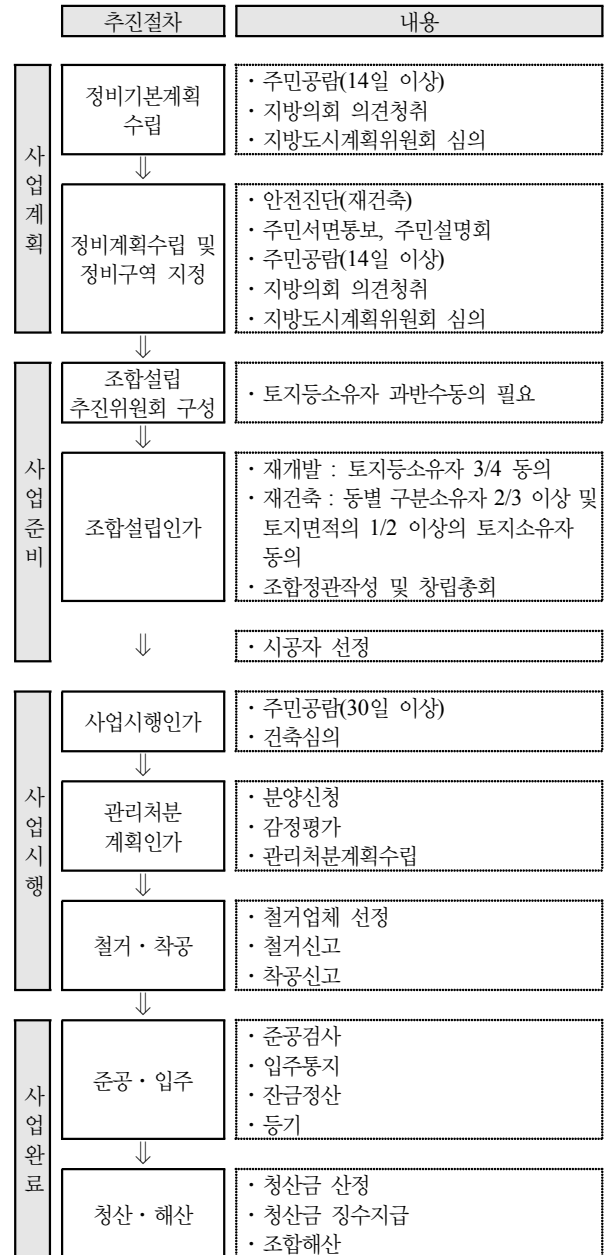 추진절차
내용
사업계획
정비기본계획
수립
· 주민공람(14일 이상)
· 지방의회 의견청취
· 지방도시계획위원회 심의
⇓
정비계획수립 및
정비구역 지정
· 안전진단(재건축)
· 주민서면통보, 주민설명회
· 주민공람(14일 이상)
· 지방의회 의견청취
· 지방도시계획위원회 심의
⇓
사업준비
조합설립
추진위원회 구성
· 토지등소유자 과반수동의 필요
⇓
조합설립인가
· 재개발 : 토지등소유자 3/4 동의
· 재건축 : 동별 구분소유자 2/3 이상 및
토지면적의 1/2 이상의 토지소유자
동의
· 조합정관작성 및 창립총회
⇓
· 시공자 선정
사업시행
사업시행인가
· 주민공람(30일 이상)
· 건축심의
⇓
관리처분
계획인가
· 분양신청
· 감정평가
· 관리처분계획수립
⇓
철거 · 착공
· 철거업체 선정
· 철거신고
· 착공신고
⇓
사업완료
준공 · 입주
· 준공검사
· 입주통지
· 잔금정산
· 등기
⇓
청산 · 해산
· 청산금 산정
· 청산금 징수지급
· 조합해산